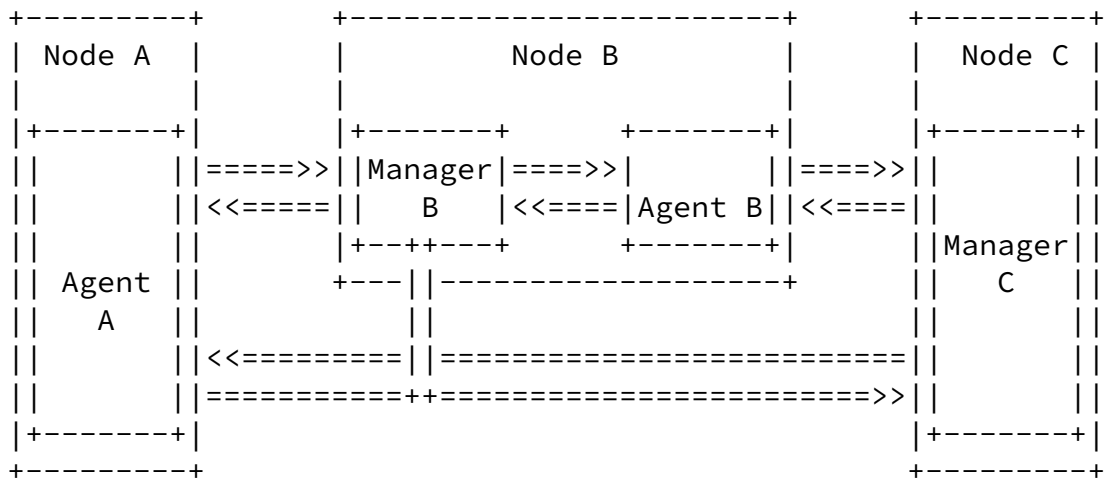 +---------+       +------------------------+      +---------+
| Node A  |       |         Node B         |      |  Node C |
|         |       |                        |      |         |
|+-------+|       |+-------+      +-------+|      |+-------+|
||       ||=====>>||Manager|====>>|       ||====>>||       ||
||       ||<<=====||   B   |<<====|Agent B||<<====||       ||
||       ||       |+--++---+      +-------+|      ||Manager||
|| Agent ||       +---||-------------------+      ||   C   ||
||   A   ||           ||                          ||       ||
||       ||<<=========||==========================||       ||
||       ||===========++========================>>||       ||
|+-------+|                                       |+-------+|
+---------+                                       +---------+